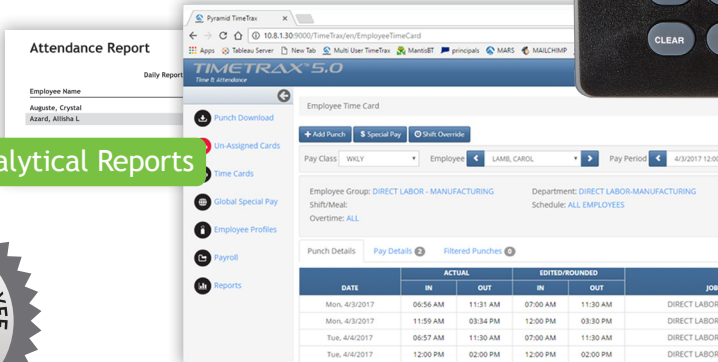 Attendance Report
Daily Report
Employee Name
Auguste, Crystal
Azard, Allisha L
alytical Reports
Pyramid TimeTrax
10.8.1.30:9000/TimeTrax/en/EmployeeTimeCard
Apps Tableau Server New Tab Multi User TimeTrax MantisBT principals MARS MAILCHIMP
TIMETRAX™ 5.0
Time & Attendance
Punch Download
Un-Assigned Cards
Time Cards
Global Special Pay
Employee Profiles
Payroll
Reports
Employee Time Card
+ Add Punch $ Special Pay Shift Override
Pay Class WKLY Employee LAMB, CAROL Pay Period 4/3/2017 12:00
Employee Group: DIRECT LABOR - MANUFACTURING Department: DIRECT LABOR-MANUFACTURING
Shift/Meal: Schedule: ALL EMPLOYEES
Overtime: ALL
Punch Details Pay Details 2 Filtered Punches 0
ACTUAL EDITED/ROUNDED
DATE IN OUT IN OUT JOB
Mon, 4/3/2017 06:56 AM 11:31 AM 07:00 AM 11:30 AM DIRECT LABOR
Mon, 4/3/2017 11:59 AM 03:34 PM 12:00 PM 03:30 PM DIRECT LABOR
Tue, 4/4/2017 06:57 AM 11:30 AM 07:00 AM 11:30 AM DIRECT LABOR
Tue, 4/4/2017 12:00 PM 02:00 PM 12:00 PM 02:00 PM DIRECT LABOR
CLEAR